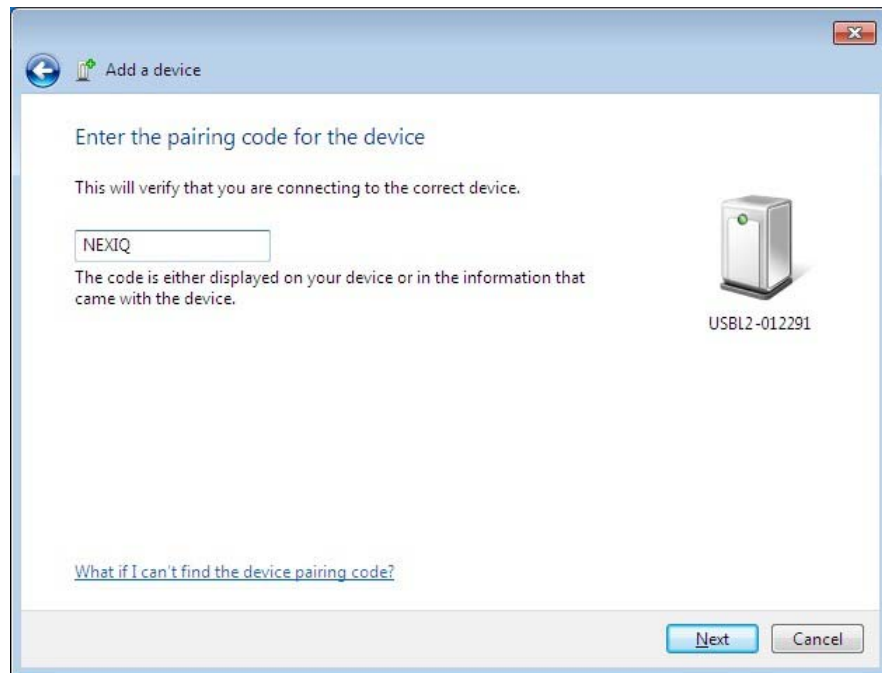 Add a device
Enter the pairing code for the device
This will verify that you are connecting to the correct device.
NEXIQ
The code is either displayed on your device or in the information that
came with the device.
USBL2-012291
What if I can't find the device pairing code?
Next
Cancel